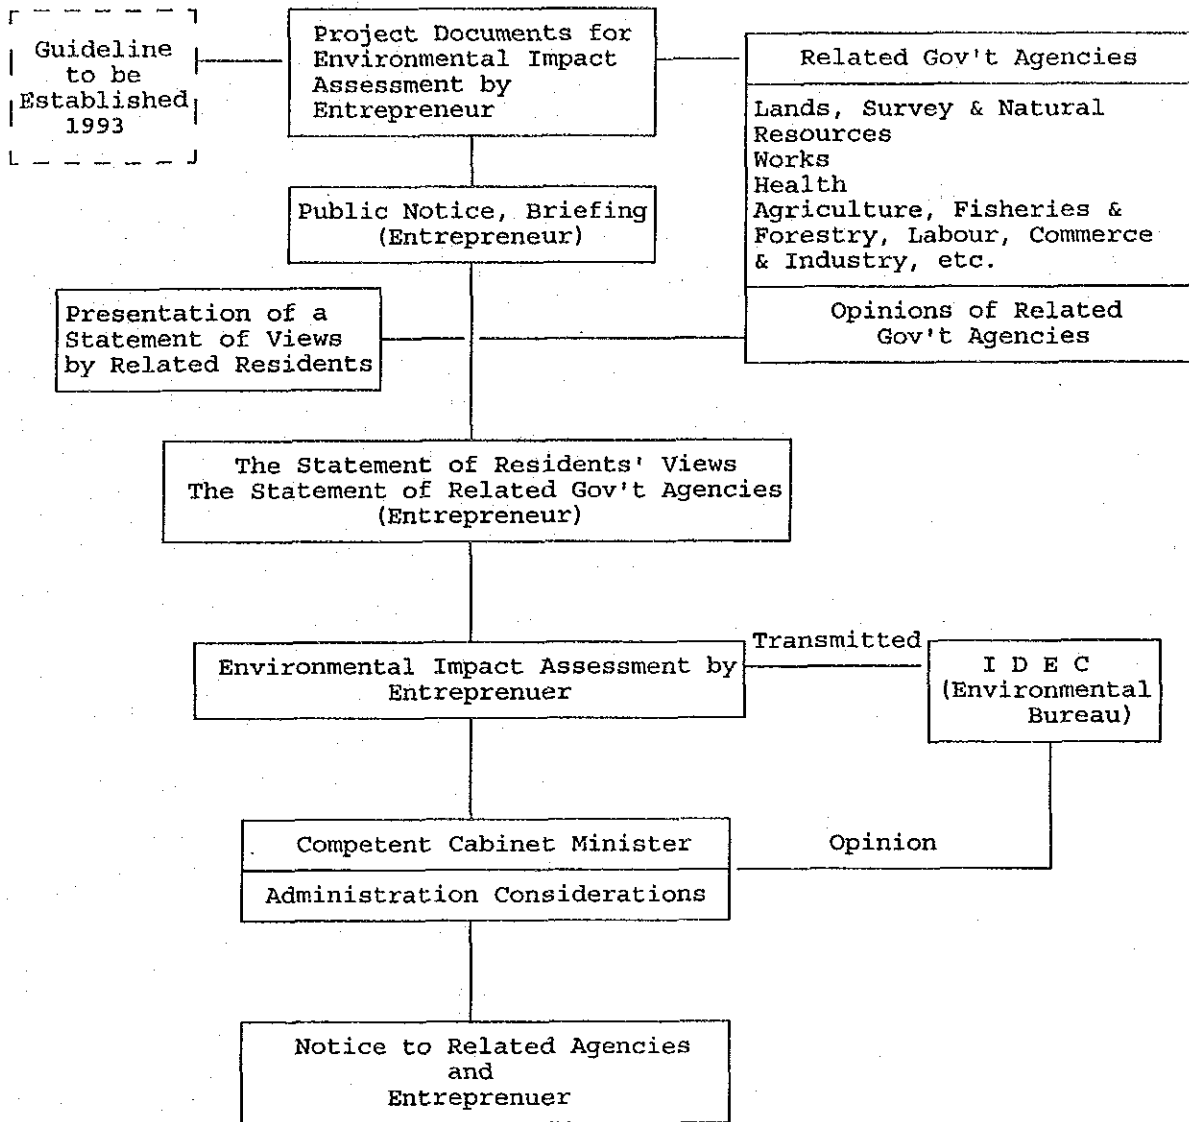 Guideline
to be
Established
1993
Project Documents for
Environmental Impact
Assessment by
Entrepreneur
Related Gov't Agencies
Lands, Survey & Natural
Resources
Works
Health
Agriculture, Fisheries &
Forestry, Labour, Commerce
& Industry, etc.
Opinions of Related
Gov't Agencies
Public Notice, Briefing
(Entrepreneur)
Presentation of a
Statement of Views
by Related Residents
The Statement of Residents' Views
The Statement of Related Gov't Agencies
(Entrepreneur)
Environmental Impact Assessment by
Entreprenuer
Transmitted
I D E C
(Environmental
Bureau)
Competent Cabinet Minister
Administration Considerations
Opinion
Notice to Related Agencies
and
Entreprenuer